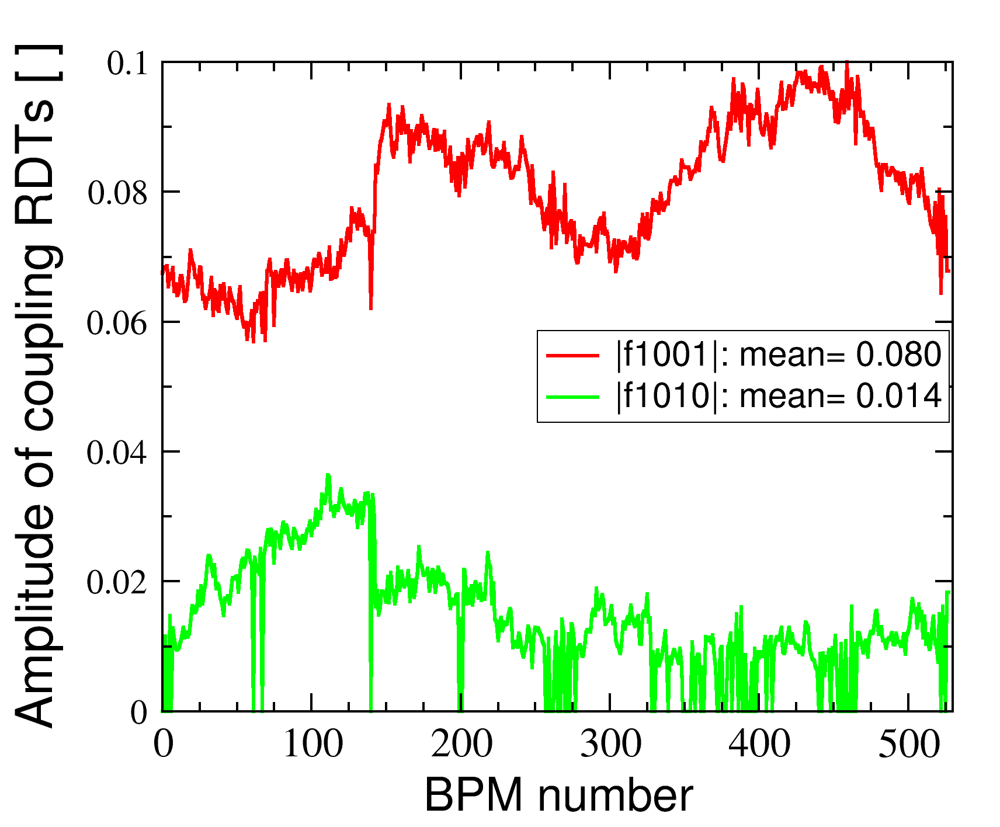 Amplitude of coupling RDTs [ ]
0.1
0.08
0.06
0.04
0.02
0
|f1001|: mean= 0.080
|f1010|: mean= 0.014
0 100 200 300 400 500
BPM number